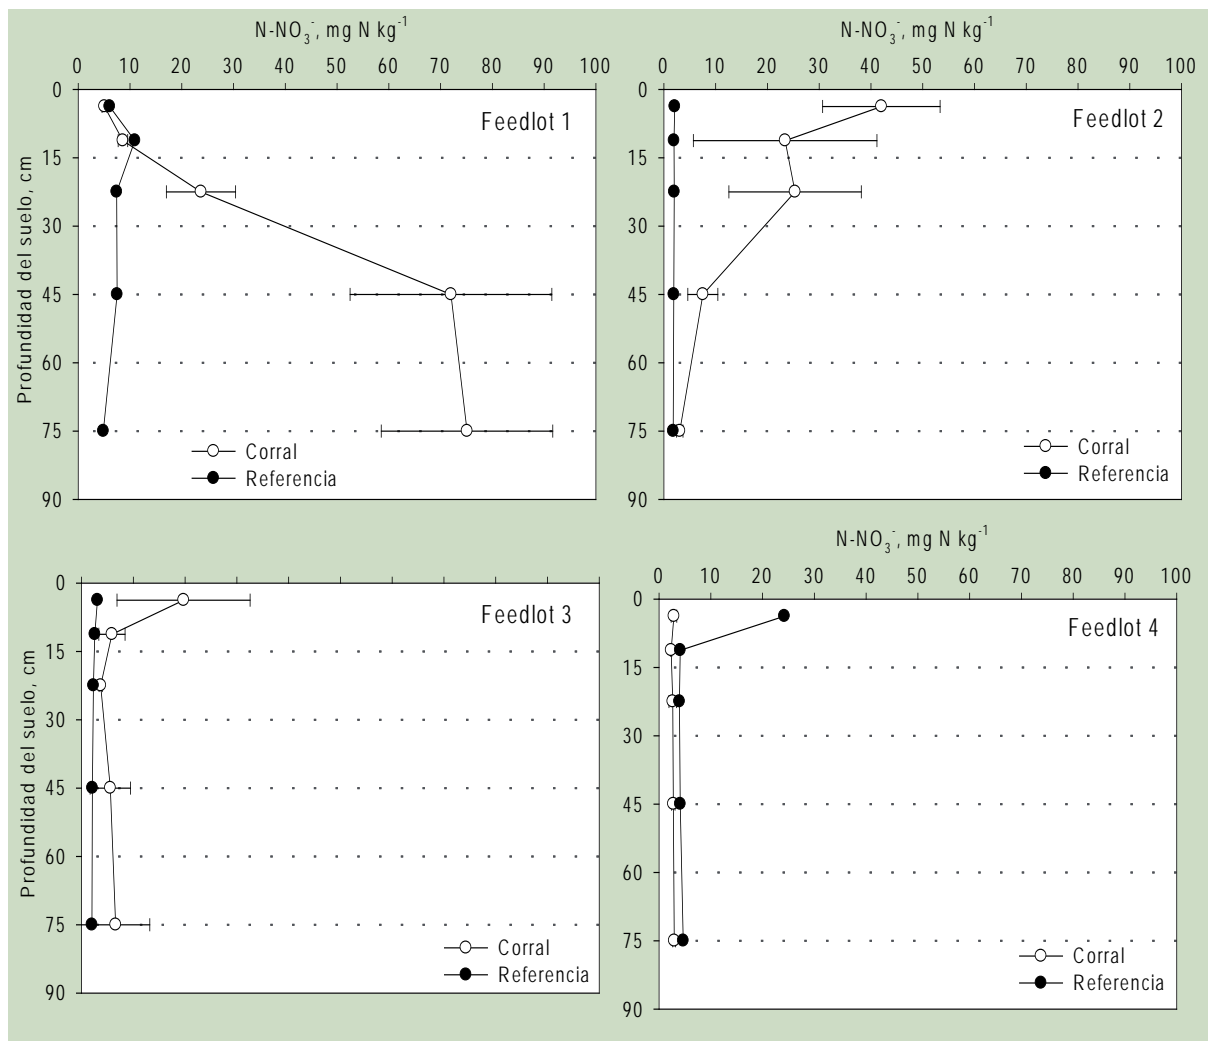 N-NO3-, mg N kg-1
0 10 20 30 40 50 60 70 80 90 100
Profundidad del suelo, cm
0
15
30
45
60
75
90
Feedlot 1
Corral
Referencia
N-NO3-, mg N kg-1
0 10 20 30 40 50 60 70 80 90 100
0
15
30
45
60
75
90
Feedlot 2
Corral
Referencia
Profundidad del suelo, cm
0
15
30
45
60
75
90
Feedlot 3
Corral
Referencia
N-NO3-, mg N kg-1
0 10 20 30 40 50 60 70 80 90 100
0
15
30
45
60
75
90
Feedlot 4
Corral
Referencia